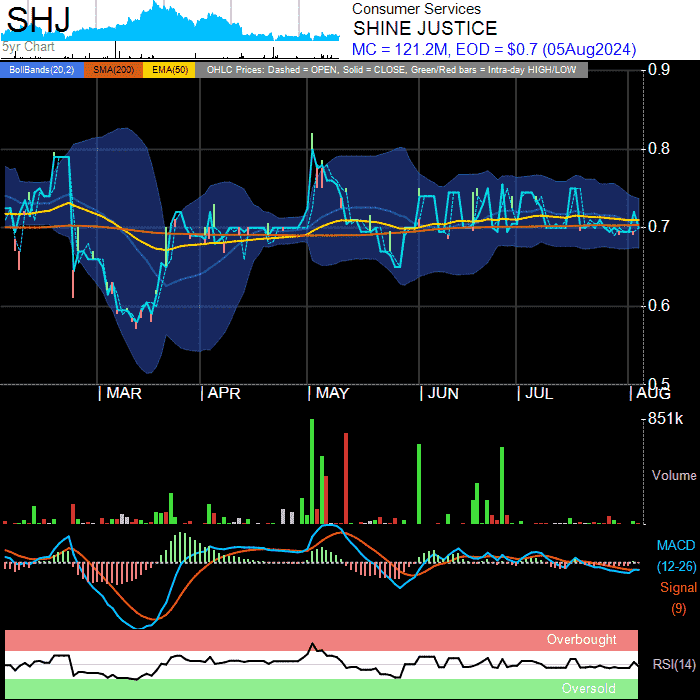 SHJ
5yr Chart
Consumer Services
SHINE JUSTICE
MC = 121.2M, EOD = $0.7 (05Aug2024)
BollBands(20,2) SMA(200) EMA(50) OHLC Prices: Dashed = OPEN, Solid = CLOSE, Green/Red bars = Intra-day HIGH/LOW
0.9
0.8
0.7
0.6
0.5
| MAR | APR | MAY | JUN | JUL | AUG
851k
Volume
MACD
(12-26)
Signal
(9)
Overbought
RSI(14)
Oversold